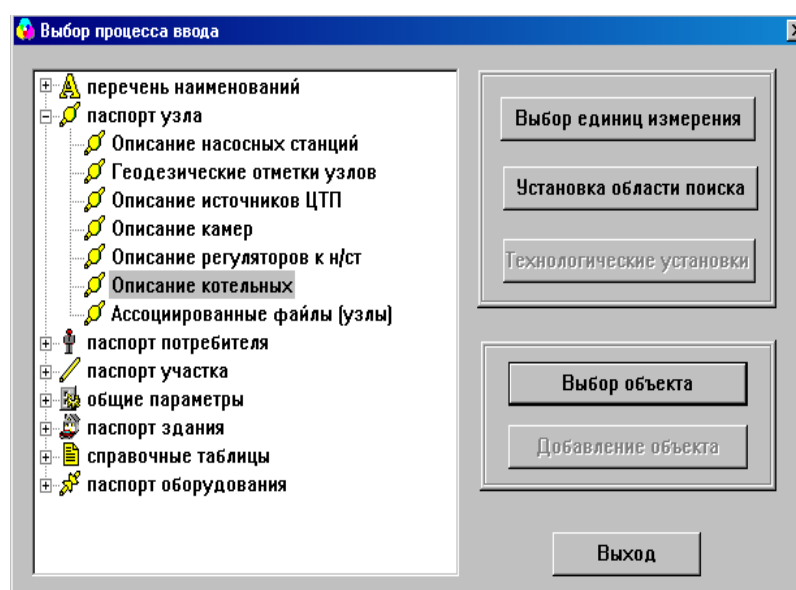 Выбор процесса ввода
перечень наименований
паспорт узла
Описание насосных станций
Геодезические отметки узлов
Описание источников ЦТП
Описание камер
Описание регуляторов к н/ст
Описание котельных
Ассоциированные файлы (узлы)
паспорт потребителя
паспорт участка
общие параметры
паспорт здания
справочные таблицы
паспорт оборудования
Выбор единиц измерения
Установка области поиска
Технологические установки
Выбор объекта
Добавление объекта
Выход